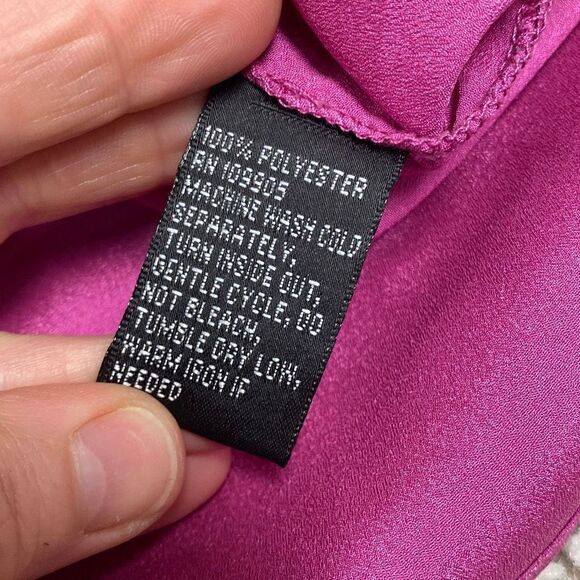 100% POLYESTER
RN 109905
MACHINE WASH COLD
SEPARATELY,
TURN INSIDE OUT,
GENTLE CYCLE, DO
NOT BLEACH,
TUMBLE DRY LOW,
WARM IRON IF
NEEDED